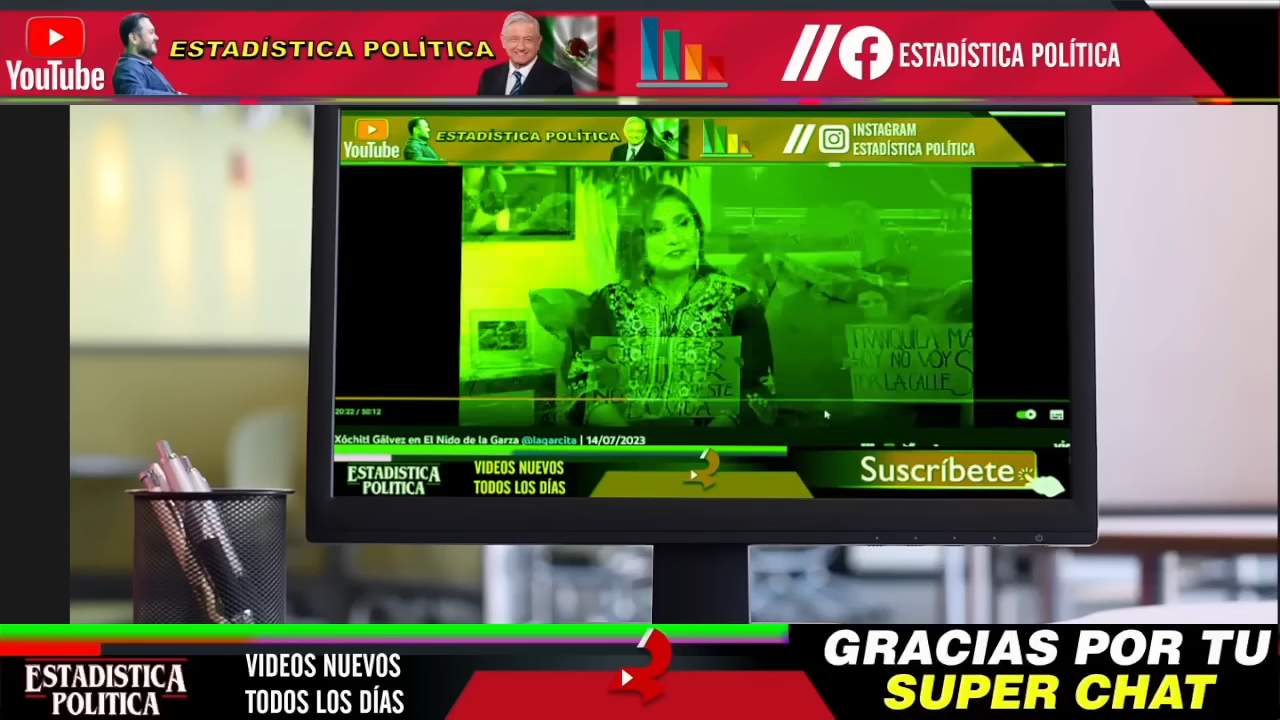 YouTube
ESTADÍSTICA POLÍTICA
ESTADÍSTICA POLÍTICA
YouTube
ESTADÍSTICA POLÍTICA
INSTAGRAM
ESTADÍSTICA POLÍTICA
TRANQUILA MA
HOY NO VOY S
POR LA CALLE
20:22 / 50:12
Xóchitl Gálvez en El Nido de la Garza @lagarcita | 14/07/2023
ESTADISTICA
POLÍTICA
VIDEOS NUEVOS
TODOS LOS DÍAS
Suscríbete
ESTADISTICA
POLÍTICA
VIDEOS NUEVOS
TODOS LOS DÍAS
GRACIAS POR TU
SUPER CHAT